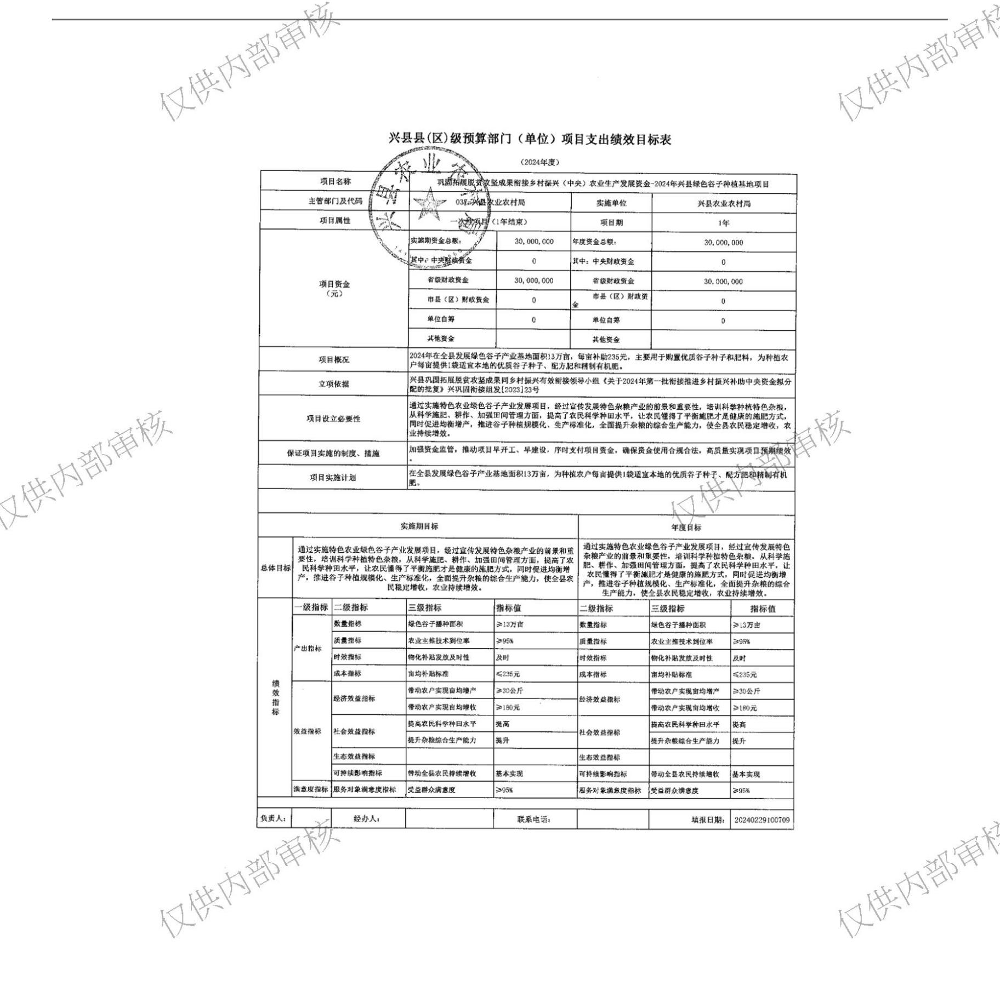 仅供内部审核
仅供内部审核
兴县县(区)级预算部门（单位）项目支出绩效目标表
（2024年度）
项目名称 巩固拓展脱贫攻坚成果衔接乡村振兴（中央）农业生产发展资金-2024年兴县绿色谷子种植基地项目
主管部门及代码 兴县农业农村局 实施单位 兴县农业农村局
项目属性 一次性项目（1年结束） 项目期 1年
项目资金
（元）
实施期资金总额： 30,000,000 年度资金总额： 30,000,000
其中：中央财政资金 0 其中：中央财政资金 0
省级财政资金 30,000,000 省级财政资金 30,000,000
市县（区）财政资金 0 市县（区）财政资
金 0
单位自筹 0 单位自筹 0
其他资金 其他资金
项目概况 2024年在全县发展绿色谷子产业基地面积13万亩，每亩补助235元，主要用于购置优质谷子种子和肥料，为种植农
户每亩提供1袋适宜本地的优质谷子种子、配方肥和精制有机肥。
立项依据 兴县巩固拓展脱贫攻坚成果同乡村振兴有效衔接领导小组《关于2024年第一批衔接推进乡村振兴补助中央资金拟分
配的批复》兴巩固衔接组发[2023]23号
项目设立必要性 通过实施特色农业绿色谷子产业发展项目，经过宣传发展特色杂粮产业的前景和重要性，培训科学种植特色杂粮，
从科学施肥、耕作、加强田间管理方面，提高了农民科学种田水平，让农民懂得了平衡施肥才是健康的施肥方式，
同时促进均衡增产，推进谷子种植规模化、生产标准化，全面提升杂粮的综合生产能力，使全县农民稳定增收，农
业持续增效。
保证项目实施的制度、措施 加强资金监管，推动项目早开工、早建设，序时支付项目资金，确保资金使用合规合法，高质量实现项目预期绩效
。
项目实施计划 在全县发展绿色谷子产业基地面积13万亩，为种植农户每亩提供1袋适宜本地的优质谷子种子、配方肥和精制有机
肥。
实施期目标 年度目标
总体目标
通过实施特色农业绿色谷子产业发展项目，经过宣传发展特色杂粮产业的前景和重
要性，培训科学种植特色杂粮，从科学施肥、耕作、加强田间管理方面，提高了农
民科学种田水平，让农民懂得了平衡施肥才是健康的施肥方式，同时促进均衡增
产，推进谷子种植规模化、生产标准化，全面提升杂粮的综合生产能力，使全县农
民稳定增收，农业持续增效。
通过实施特色农业绿色谷子产业发展项目，经过宣传发展特色
杂粮产业的前景和重要性，培训科学种植特色杂粮，从科学施
肥、耕作、加强田间管理方面，提高了农民科学种田水平，让
农民懂得了平衡施肥才是健康的施肥方式，同时促进均衡增
产，推进谷子种植规模化、生产标准化，全面提升杂粮的综合
生产能力，使全县农民稳定增收，农业持续增效。
绩效指标
一级指标 二级指标 三级指标 指标值 二级指标 三级指标 指标值
产出指标
数量指标 绿色谷子播种面积 ≥13万亩 数量指标 绿色谷子播种面积 ≥13万亩
质量指标 农业主推技术到位率 ≥95% 质量指标 农业主推技术到位率 ≥95%
时效指标 物化补贴发放及时性 及时 时效指标 物化补贴发放及时性 及时
成本指标 亩均补贴标准 ≤235元 成本指标 亩均补贴标准 ≤235元
效益指标
经济效益指标 带动农户实现亩均增产 ≥30公斤 经济效益指标 带动农户实现亩均增产 ≥30公斤
带动农户实现亩均增收 ≥180元 带动农户实现亩均增收 ≥180元
社会效益指标 提高农民科学种田水平 提高 社会效益指标 提高农民科学种田水平 提高
提升杂粮综合生产能力 提升 提升杂粮综合生产能力 提升
生态效益指标 生态效益指标
可持续影响指标 带动全县农民持续增收 基本实现 可持续影响指标 带动全县农民持续增收 基本实现
满意度指标 服务对象满意度指标 受益群众满意度 ≥95% 服务对象满意度指标 受益群众满意度 ≥95%
负责人： 经办人： 联系电话： 填报日期： 20240229100709
兴县农业农村局
仅供内部审核
仅供内部审核
仅供内部审核
仅供内部审核